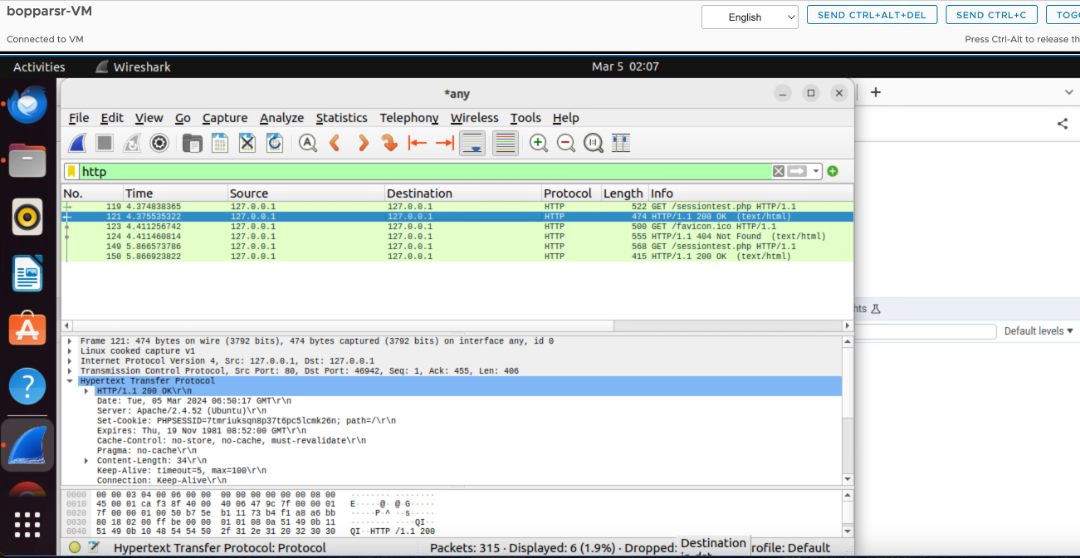 bopparsr-VM
English
SEND CTRL+ALT+DEL
SEND CTRL+C
TOGG
Connected to VM
Press Ctrl-Alt to release th
Activities
Wireshark
Mar 5 02:07
*any
File Edit View Go Capture Analyze Statistics Telephony Wireless Tools Help
http
No. Time Source Destination Protocol Length Info
119 4.374838365 127.0.0.1 127.0.0.1 HTTP 522 GET /sessiontest.php HTTP/1.1
121 4.375535322 127.0.0.1 127.0.0.1 HTTP 474 HTTP/1.1 200 OK (text/html)
123 4.411256742 127.0.0.1 127.0.0.1 HTTP 500 GET /favicon.ico HTTP/1.1
124 4.411460814 127.0.0.1 127.0.0.1 HTTP 555 HTTP/1.1 404 Not Found (text/html)
149 5.866573786 127.0.0.1 127.0.0.1 HTTP 568 GET /sessiontest.php HTTP/1.1
150 5.866923822 127.0.0.1 127.0.0.1 HTTP 415 HTTP/1.1 200 OK (text/html)
hts
Default levels
Frame 121: 474 bytes on wire (3792 bits), 474 bytes captured (3792 bits) on interface any, id 0
Linux cooked capture v1
Internet Protocol Version 4, Src: 127.0.0.1, Dst: 127.0.0.1
Transmission Control Protocol, Src Port: 80, Dst Port: 46942, Seq: 1, Ack: 455, Len: 406
Hypertext Transfer Protocol
HTTP/1.1 200 OK\r\n
Date: Tue, 05 Mar 2024 06:50:17 GMT\r\n
Server: Apache/2.4.52 (Ubuntu)\r\n
Set-Cookie: PHPSESSID=7tmriuksqn8p37t6pc5lcmk26n; path=/\r\n
Expires: Thu, 19 Nov 1981 08:52:00 GMT\r\n
Cache-Control: no-store, no-cache, must-revalidate\r\n
Pragma: no-cache\r\n
Content-Length: 34\r\n
Keep-Alive: timeout=5, max=100\r\n
Connection: Keep-Alive\r\n
0000 00 00 03 04 00 06 00 00 00 00 00 00 00 00 08 00 ········ ········
0010 45 00 01 ca f3 8f 40 00 40 06 47 9c 7f 00 00 01 E·····@· @·G·····
0020 7f 00 00 01 00 50 b7 5e b1 11 73 b4 f1 a8 a6 bb ·····P·^ ··s·····
0030 80 18 02 00 ff be 00 00 01 01 08 0a 51 49 0b 11 ········ ····QI··
0040 51 49 0b 10 48 54 54 50 2f 31 2e 31 20 32 30 30 QI··HTTP /1.1 200
Hypertext Transfer Protocol: Protocol
Packets: 315 · Displayed: 6 (1.9%) · Dropped:
Destination
rofile: Default